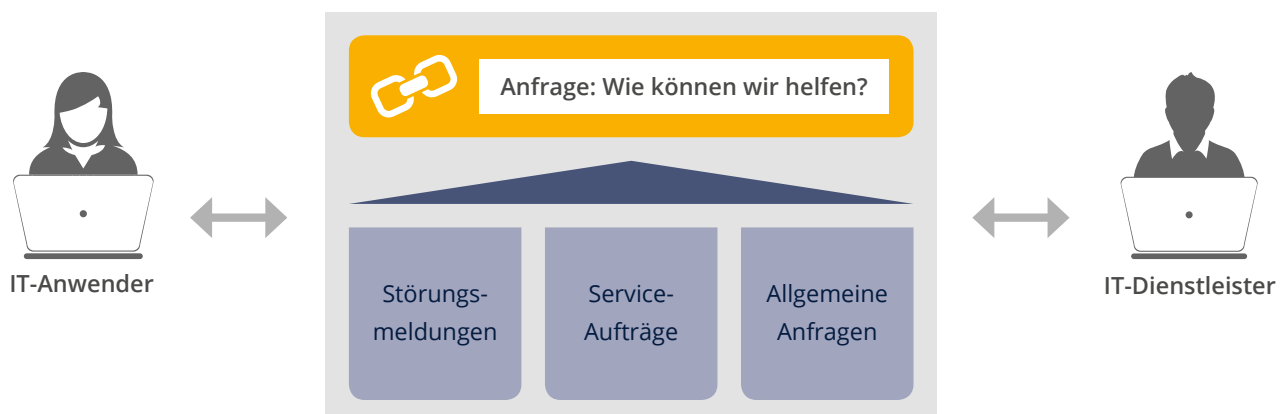 Anfrage: Wie können wir helfen?
IT-Anwender
Störungs-
meldungen
Service-
Aufträge
Allgemeine
Anfragen
IT-Dienstleister